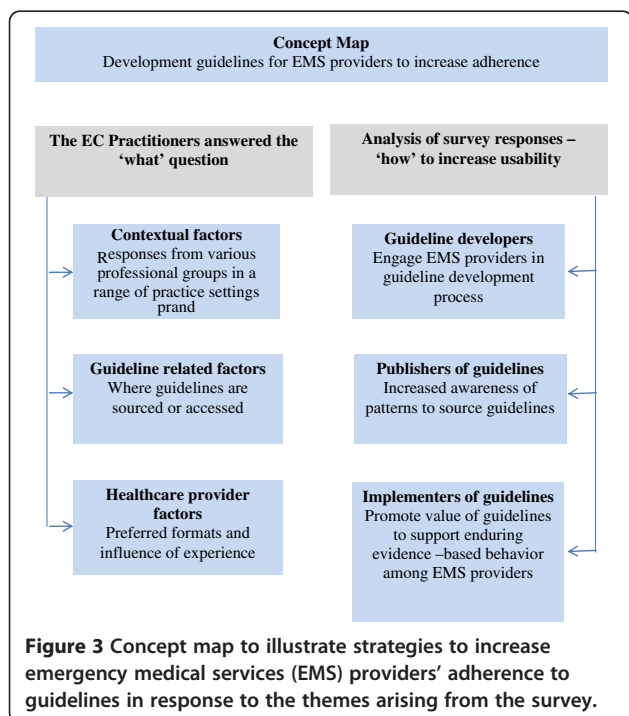 Concept Map
Development guidelines for EMS providers to increase adherence
The EC Practitioners answered the
‘what’ question
Contextual factors
Responses from various
professional groups in a
range of practice settings
prand
Guideline related factors
Where guidelines are
sourced or accessed
Healthcare provider
factors
Preferred formats and
influence of experience
Analysis of survey responses –
‘how’ to increase usability
Guideline developers
Engage EMS providers in
guideline development
process
Publishers of guidelines
Increased awareness of
patterns to source guidelines
Implementers of guidelines
Promote value of guidelines
to support enduring
evidence –based behavior
among EMS providers
Figure 3 Concept map to illustrate strategies to increase
emergency medical services (EMS) providers’ adherence to
guidelines in response to the themes arising from the survey.